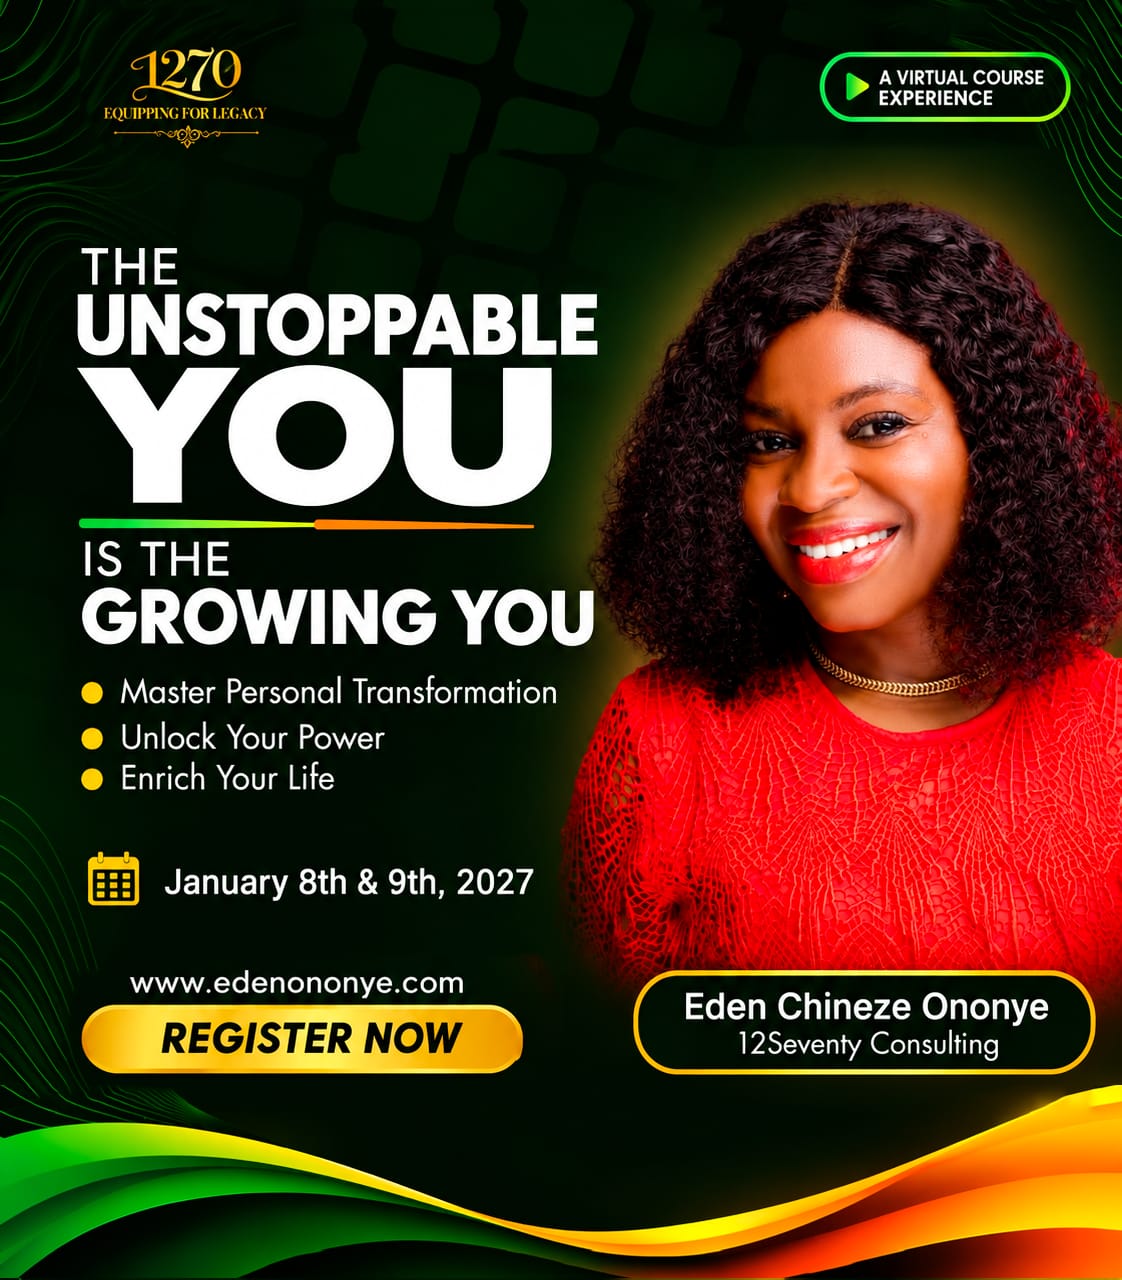 1270
EQUIPPING FOR LEGACY
A VIRTUAL COURSE
EXPERIENCE
THE
UNSTOPPABLE
YOU
IS THE
GROWING YOU
Master Personal Transformation
Unlock Your Power
Enrich Your Life
January 8th & 9th, 2027
www.edenononye.com
REGISTER NOW
Eden Chineze Ononye
12Seventy Consulting